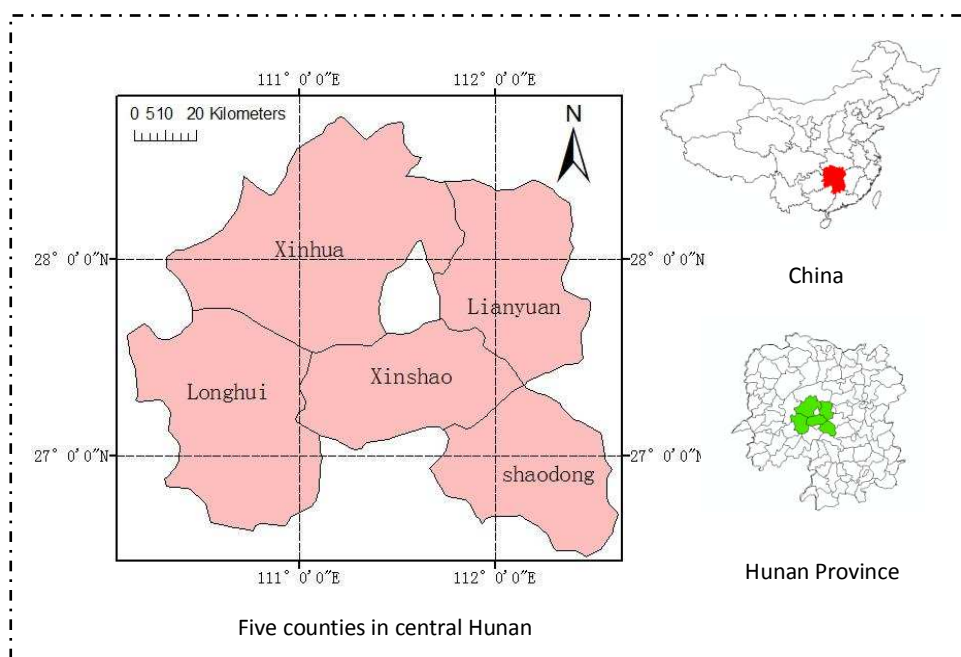 111° 0′0″E
112° 0′0″E
0 510 20 Kilometers
N
Xinhua
28° 0′0″N
28° 0′0″N
Lianyuan
China
Longhui
Xinshao
27° 0′0″N
27° 0′0″N
shaodong
111° 0′0″E
112° 0′0″E
Hunan Province
Five counties in central Hunan